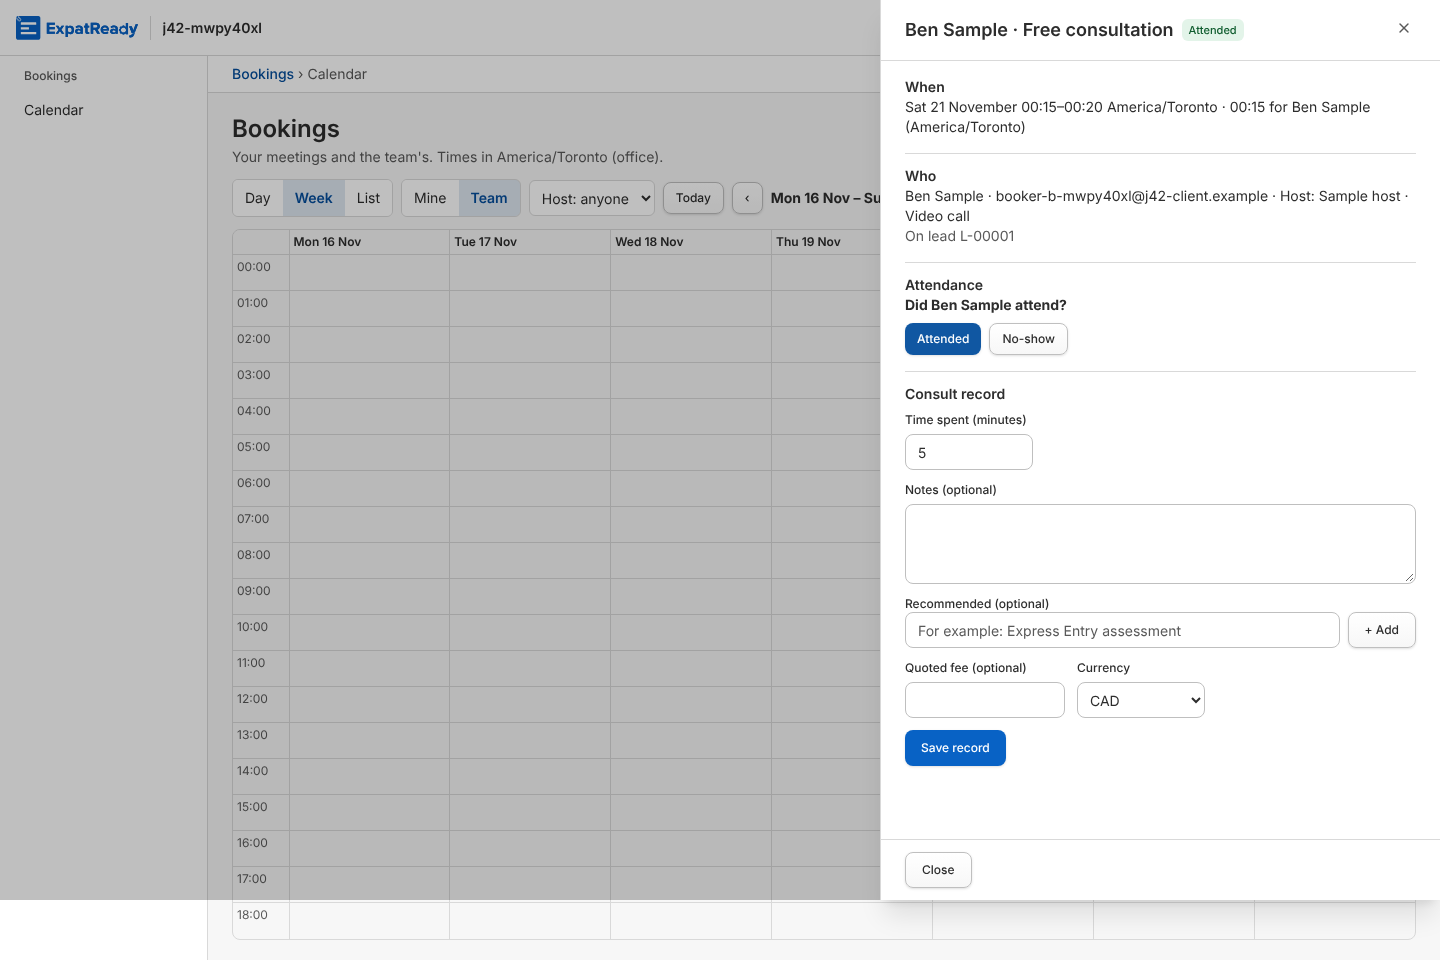 ExpatReady
j42-mwpy40xl
Bookings
Calendar
Bookings › Calendar
Bookings
Your meetings and the team's. Times in America/Toronto (office).
Day Week List Mine Team Host: anyone Today ‹ Mon 16 Nov – Su
Mon 16 Nov Tue 17 Nov Wed 18 Nov Thu 19 Nov
00:00
01:00
02:00
03:00
04:00
05:00
06:00
07:00
08:00
09:00
10:00
11:00
12:00
13:00
14:00
15:00
16:00
17:00
18:00
Ben Sample · Free consultation Attended ×
When
Sat 21 November 00:15–00:20 America/Toronto · 00:15 for Ben Sample
(America/Toronto)
Who
Ben Sample · booker-b-mwpy40xl@j42-client.example · Host: Sample host ·
Video call
On lead L-00001
Attendance
Did Ben Sample attend?
Attended No-show
Consult record
Time spent (minutes)
5
Notes (optional)
Recommended (optional)
For example: Express Entry assessment + Add
Quoted fee (optional) Currency
CAD
Save record
Close